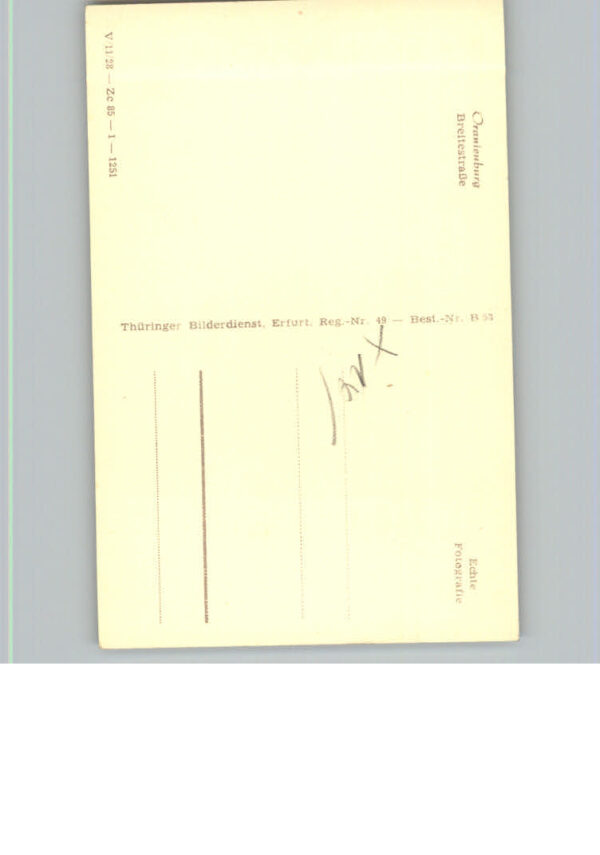 Oranienburg
Breitestraße
V 11/28 — Zc 85 — 1 — 1251
Thüringer Bilderdienst, Erfurt, Reg.-Nr. 49 — Best.-Nr. B 53
Echte
Fotografie